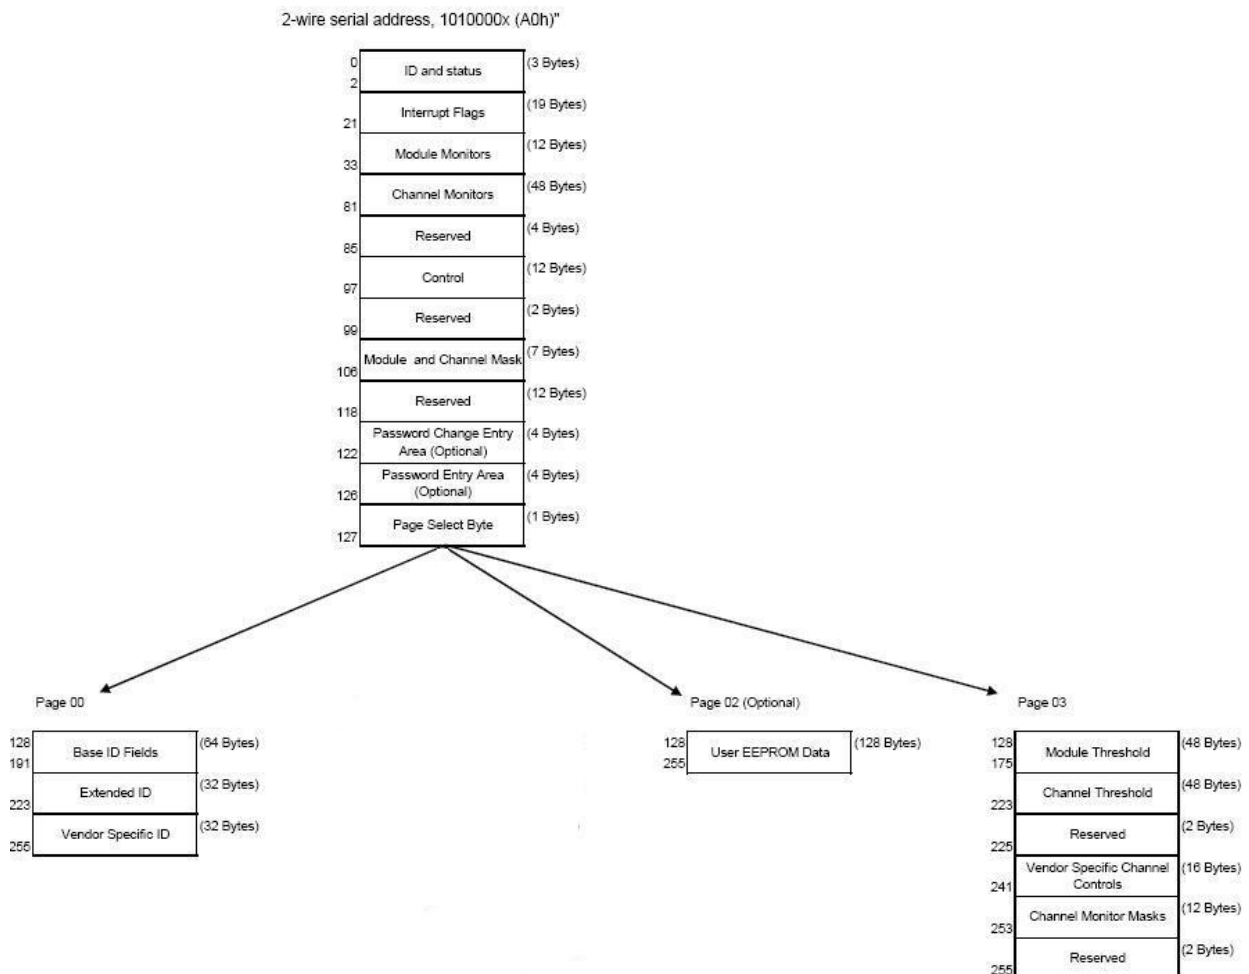 2-wire serial address, 1010000x (A0h)"
0
2
ID and status
(3 Bytes)
21
Interrupt Flags
(19 Bytes)
33
Module Monitors
(12 Bytes)
81
Channel Monitors
(48 Bytes)
85
Reserved
(4 Bytes)
97
Control
(12 Bytes)
99
Reserved
(2 Bytes)
106
Module and Channel Mask
(7 Bytes)
118
Reserved
(12 Bytes)
122
Password Change Entry
Area (Optional)
(4 Bytes)
126
Password Entry Area
(Optional)
(4 Bytes)
127
Page Select Byte
(1 Bytes)
Page 00
128
191
Base ID Fields
(64 Bytes)
223
Extended ID
(32 Bytes)
255
Vendor Specific ID
(32 Bytes)
Page 02 (Optional)
128
255
User EEPROM Data
(128 Bytes)
Page 03
128
175
Module Threshold
(48 Bytes)
223
Channel Threshold
(48 Bytes)
225
Reserved
(2 Bytes)
241
Vendor Specific Channel
Controls
(16 Bytes)
253
Channel Monitor Masks
(12 Bytes)
255
Reserved
(2 Bytes)